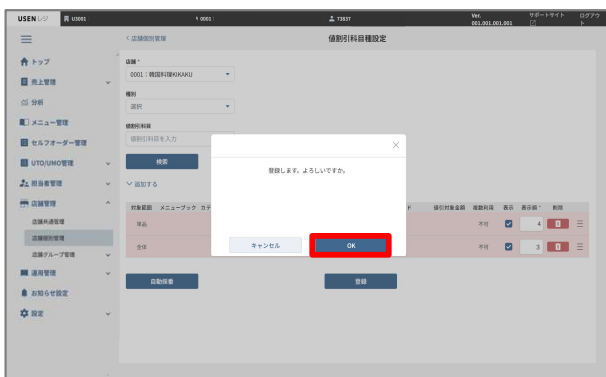 USEN レジ
U3001
0001 :
73837
Ver.
001.001.001.001
サポートサイト
ログアウト
< 店舗個別管理
値割引科目種設定
トップ
売上管理
分析
メニュー管理
セルフオーダー管理
UTO/UNO管理
担当者管理
店舗管理
店舗共通管理
店舗個別管理
店舗グループ管理
運用管理
お知らせ設定
設定
店舗 *
0001 : 韓国料理KIKAKU
種別
選択
値割引科目
値割引科目を入力
検索
追加する
対象範囲 メニューブック カテ
ド 値引対象金額 複数利用 表示 表示順 * 削除
単品 不可 4
全体 不可 3
自動採番
登録
登録します。よろしいですか。
キャンセル
OK